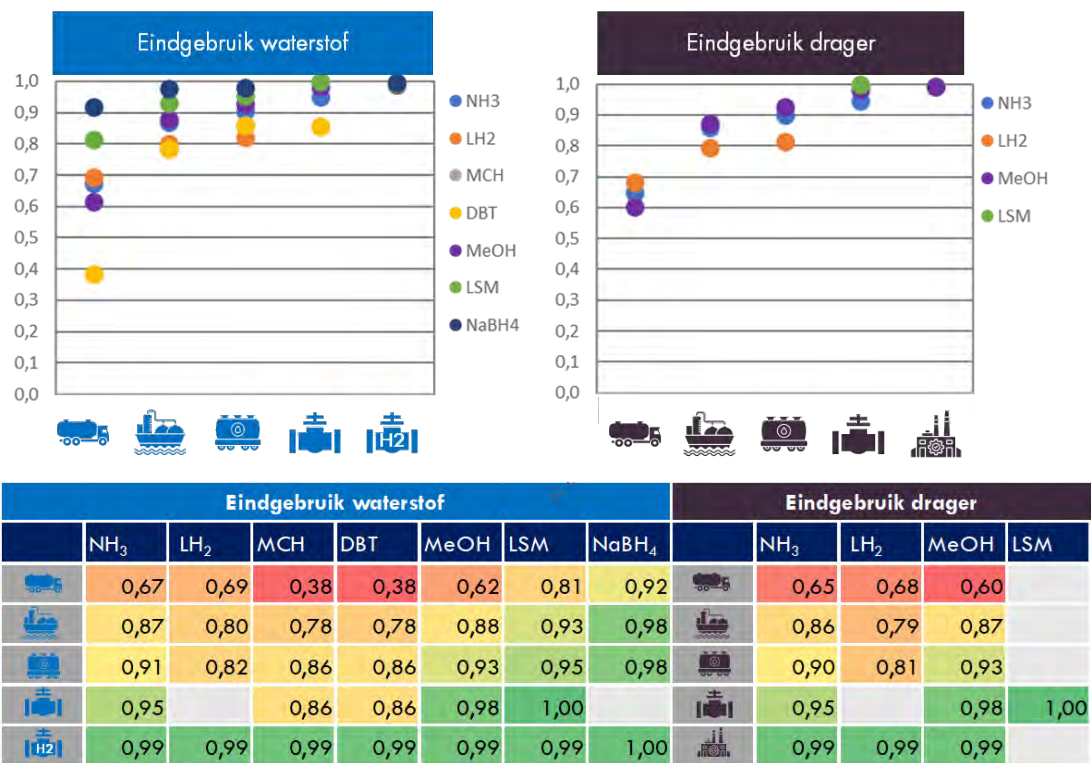 Eindgebruik waterstof
1,0
0,9
0,8
0,7
0,6
0,5
0,4
0,3
0,2
0,1
0,0
NH3
LH2
MCH
DBT
MeOH
LSM
NaBH4
H2
Eindgebruik drager
1,0
0,9
0,8
0,7
0,6
0,5
0,4
0,3
0,2
0,1
0,0
NH3
LH2
MeOH
LSM
Eindgebruik waterstof Eindgebruik drager
NH₃ LH₂ MCH DBT MeOH LSM NaBH₄ NH₃ LH₂ MeOH LSM
0,67 0,69 0,38 0,38 0,62 0,81 0,92 0,65 0,68 0,60
0,87 0,80 0,78 0,78 0,88 0,93 0,98 0,86 0,79 0,87
0,91 0,82 0,86 0,86 0,93 0,95 0,98 0,90 0,81 0,93
0,95 0,86 0,86 0,98 1,00 0,95 0,98 1,00
H2 0,99 0,99 0,99 0,99 0,99 0,99 1,00 0,99 0,99 0,99